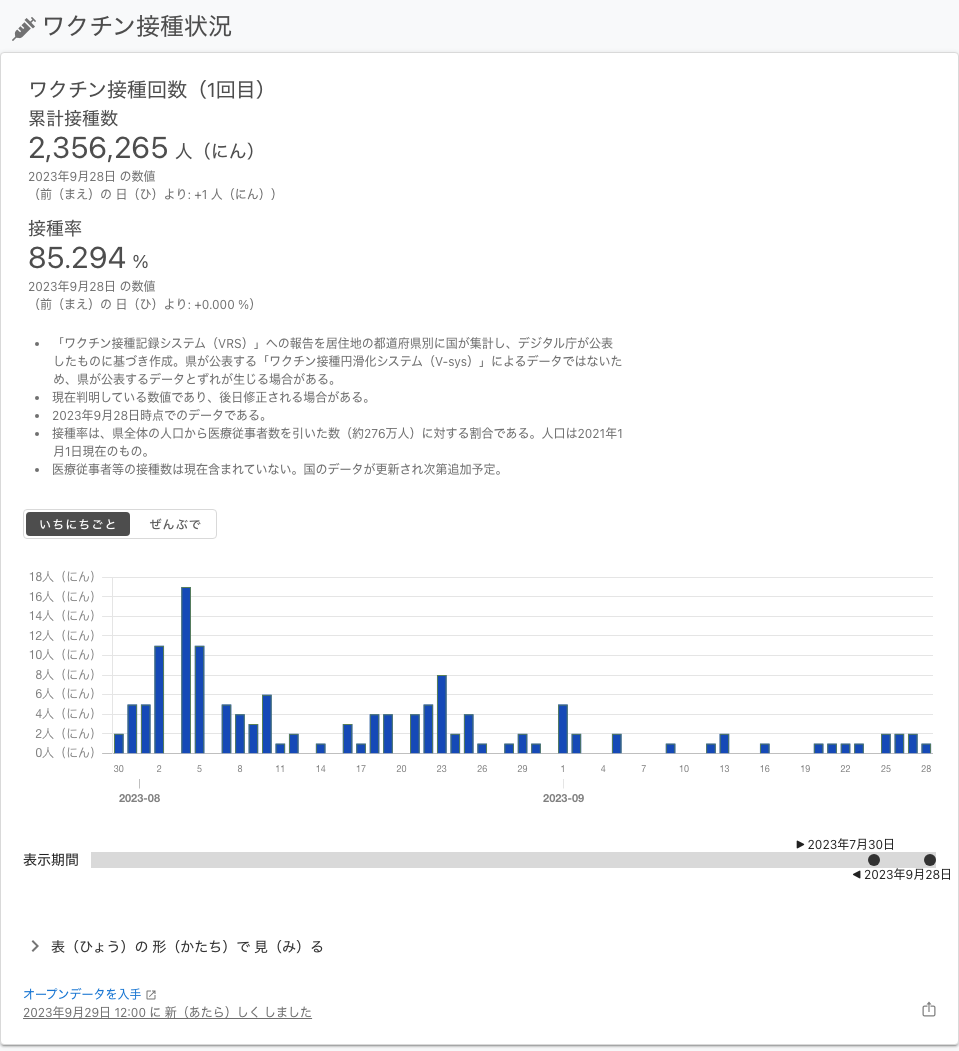 ワクチン接種状況
ワクチン接種回数（1回目）
累計接種数
2,356,265 人（にん）
2023年9月28日 の数値
（前（まえ）の 日（ひ）より: +1 人（にん））
接種率
85.294 %
2023年9月28日 の数値
（前（まえ）の 日（ひ）より: +0.000 %）
• 「ワクチン接種記録システム（VRS）」への報告を居住地の都道府県別に国が集計し、デジタル庁が公表
したものに基づき作成。県が公表する「ワクチン接種円滑化システム（V-sys）」によるデータではないた
め、県が公表するデータとずれが生じる場合がある。
• 現在判明している数値であり、後日修正される場合がある。
• 2023年9月28日時点でのデータである。
• 接種率は、県全体の人口から医療従事者数を引いた数（約276万人）に対する割合である。人口は2021年1
月1日現在のもの。
• 医療従事者等の接種数は現在含まれていない。国のデータが更新され次第追加予定。
いちにちごと ぜんぶで
18人（にん）
16人（にん）
14人（にん）
12人（にん）
10人（にん）
8人（にん）
6人（にん）
4人（にん）
2人（にん）
0人（にん）
30 2 5 8 11 14 17 20 23 26 29 1 4 7 10 13 16 19 22 25 28
2023-08 2023-09
▶ 2023年7月30日
表示期間
◀ 2023年9月28日
表（ひょう）の 形（かたち）で 見（み）る
オープンデータを入手
2023年9月29日 12:00 に 新（あたら）しく しました